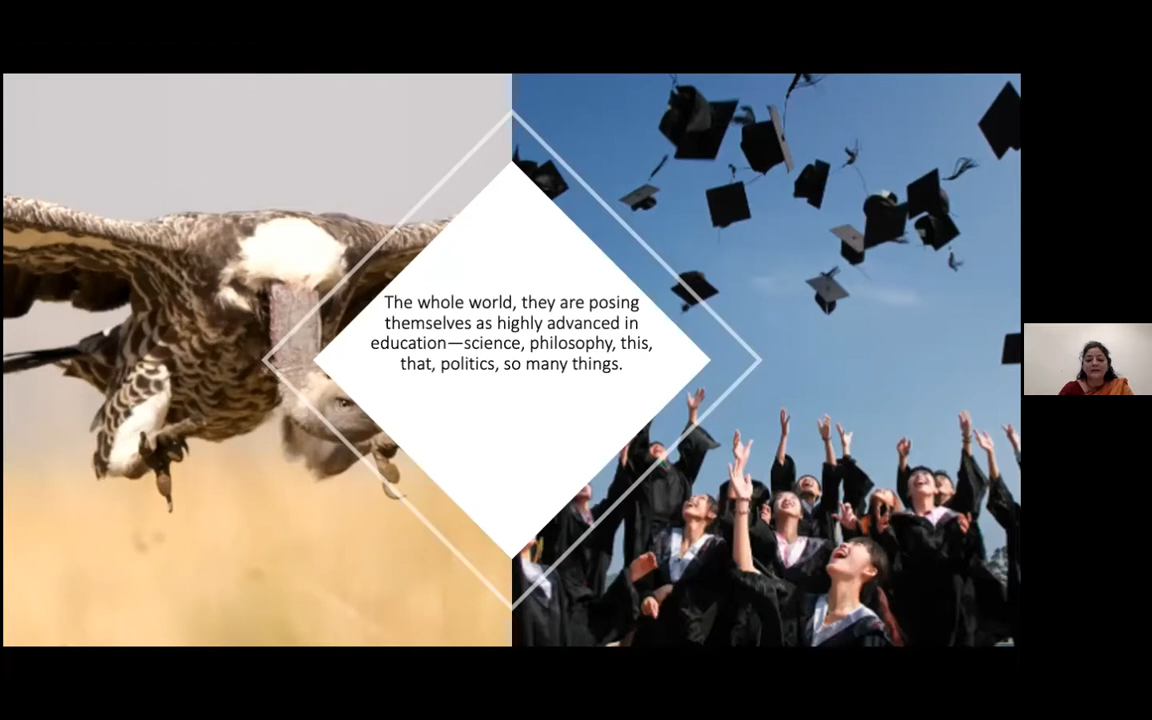 The whole world, they are posing
themselves as highly advanced in
education—science, philosophy, this,
that, politics, so many things.